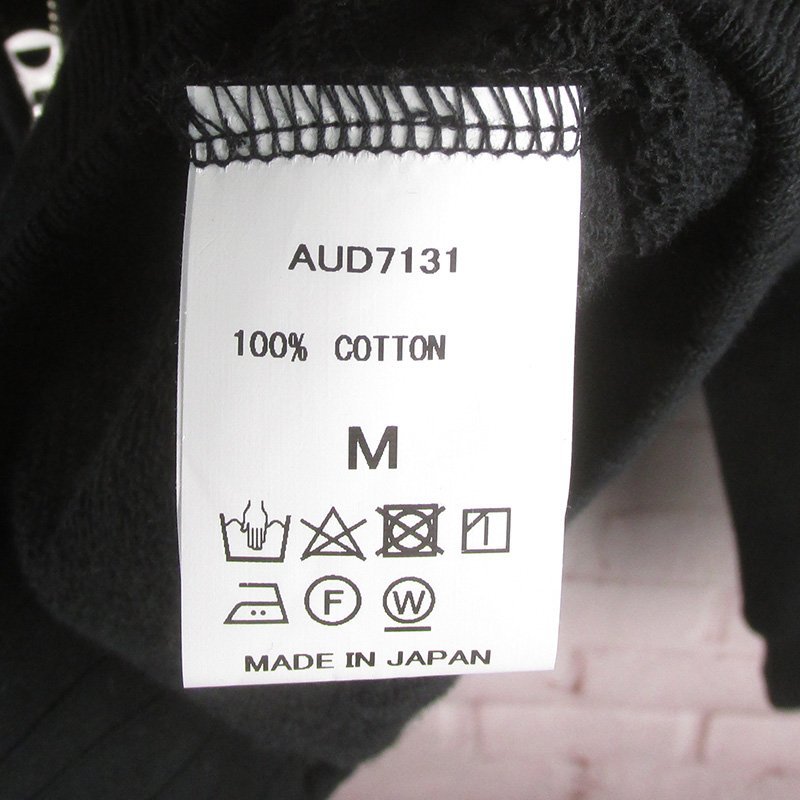 AUD7131
100% COTTON
M
F W
MADE IN JAPAN